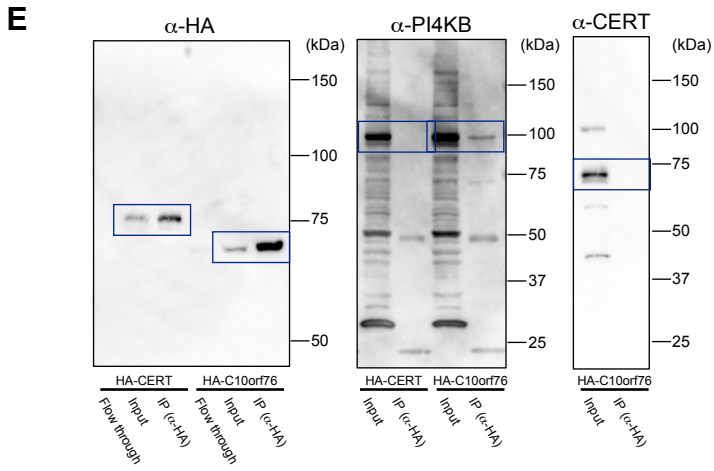 E
α-HA
α-PI4KB
α-CERT
(kDa)
(kDa)
(kDa)
150
100
75
50
150
100
75
50
37
25
150
100
75
50
37
25
HA-CERT
HA-C10orf76
HA-CERT
HA-C10orf76
HA-C10orf76
Flow through
Input
IP (α-HA)
Flow through
Input
IP (α-HA)
Input
IP (α-HA)
Input
IP (α-HA)
Input
IP (α-HA)